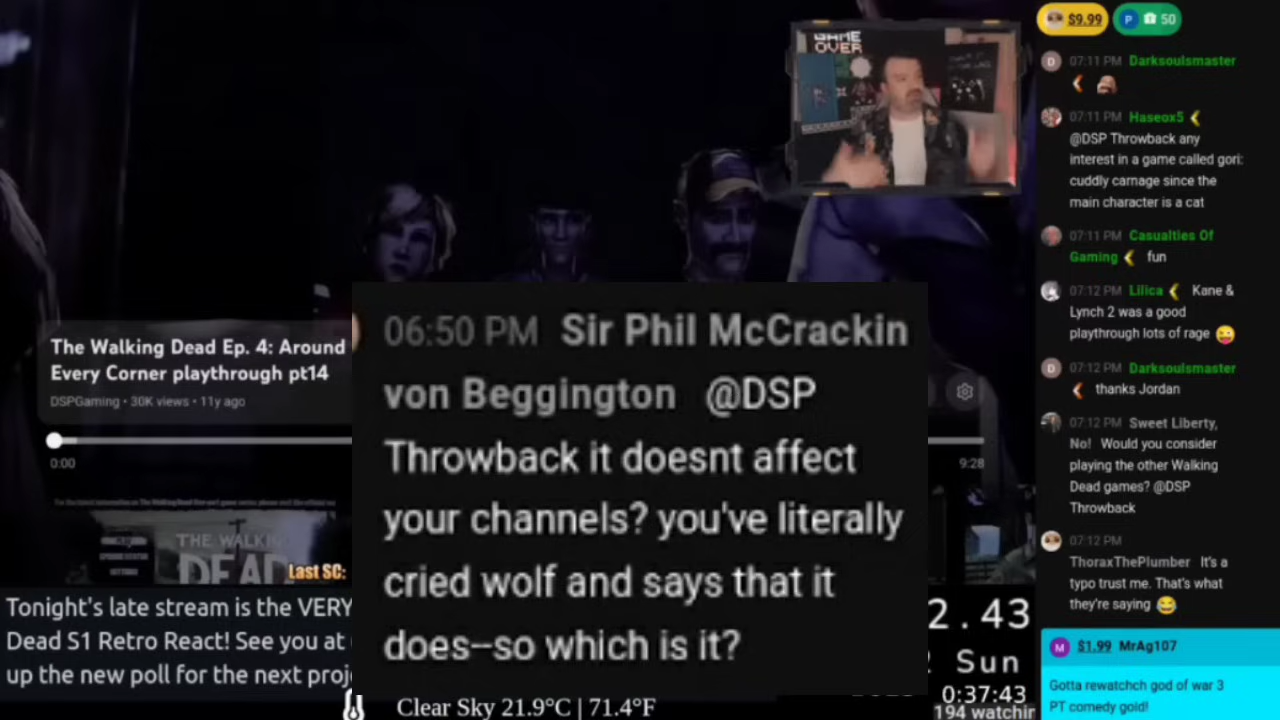 GAME
OVER
The Walking Dead Ep. 4: Around
Every Corner playthrough pt14
DSPGaming • 30K views • 11y ago
0:00
9:28
THE WALKIN
DEAD
Last SC:
Tonight's late stream is the VERY
Dead S1 Retro React! See you at
up the new poll for the next proj
06:50 PM Sir Phil McCrackin
von Beggington @DSP
Throwback it doesnt affect
your channels? you've literally
cried wolf and says that it
does--so which is it?
Clear Sky 21.9°C | 71.4°F
2.43
Sun
0:37:43
194 watchin
$9.99 P 50
D 07:11 PM Darksoulsmaster
07:11 PM Haseox5
@DSP Throwback any
interest in a game called gori:
cuddly carnage since the
main character is a cat
07:11 PM Casualties Of
Gaming fun
07:12 PM Lilica Kane &
Lynch 2 was a good
playthrough lots of rage
D 07:12 PM Darksoulsmaster
thanks Jordan
07:12 PM Sweet Liberty,
No! Would you consider
playing the other Walking
Dead games? @DSP
Throwback
07:12 PM
ThoraxThePlumber It's a
typo trust me. That's what
they're saying
M $1.99 MrAg107
Gotta rewatchch god of war 3
PT comedy gold!